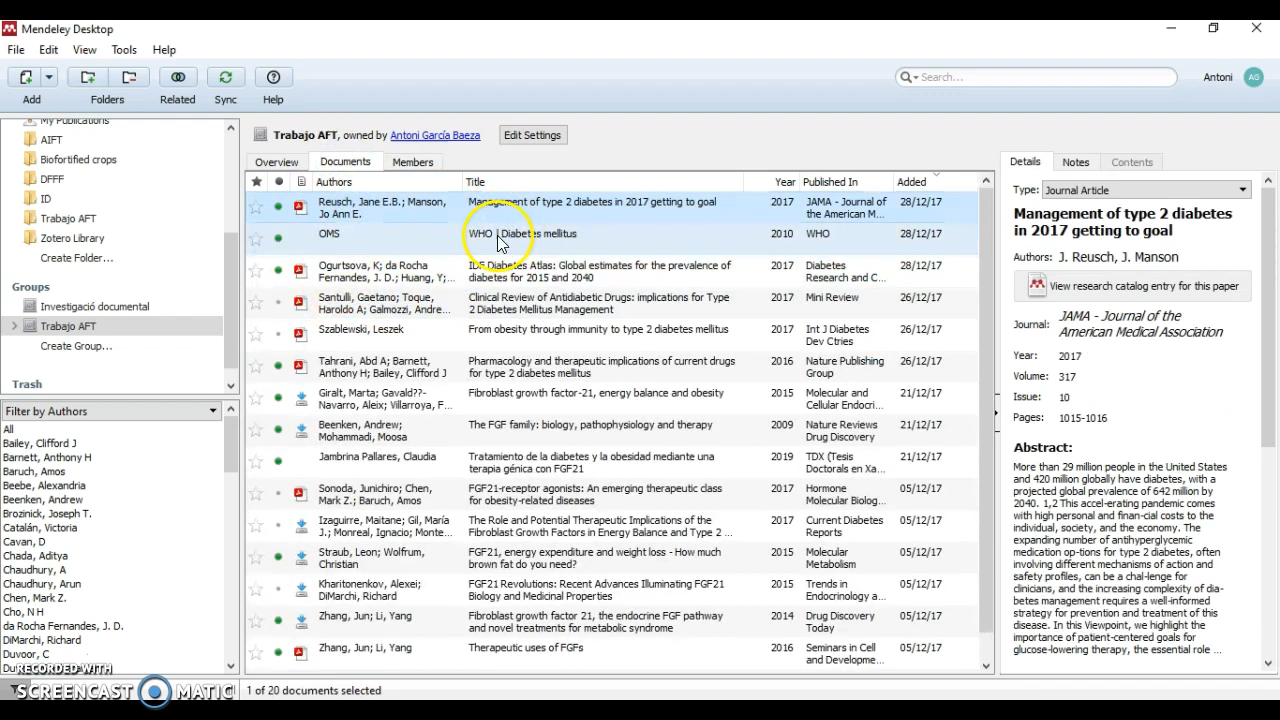 Mendeley Desktop
File Edit View Tools Help
Search...
Antoni AG
Add Folders Related Sync Help
My Publications
AIFT
Biofortified crops
DFFF
ID
Trabajo AFT
Zotero Library
Create Folder...
Groups
Investigació documental
Trabajo AFT
Create Group...
Trash
Filter by Authors
All
Bailey, Clifford J
Barnett, Anthony H
Baruch, Amos
Beebe, Alexandria
Beenken, Andrew
Broznick, Joseph T.
Catalán, Victoria
Cavan, D
Chada, Aditya
Chaudhury, A
Chaudhury, Arun
Chen, Mark Z.
Cho, N H
da Rocha Fernandes, J. D.
DiMarchi, Richard
Duvoor, C
RECORDED WITH
SCREENCAST MATIC
Trabajo AFT, owned by Antoni García Baeza Edit Settings
Overview Documents Members
Authors Title Year Published In Added
Reusch, Jane E.B.; Manson, Management of type 2 diabetes in 2017 getting to goal 2017 JAMA - Journal of 28/12/17
Jo Ann E. the American M...
OMS WHO | Diabetes mellitus 2010 WHO 28/12/17
Ogurtsova, K; da Rocha IDF Diabetes Atlas: Global estimates for the prevalence of 2017 Diabetes 28/12/17
Fernandes, J. D.; Huang, Y;... diabetes for 2015 and 2040 Research and C...
Santulli, Gaetano; Toque, Clinical Review of Antidiabetic Drugs: implications for Type 2017 Mini Review 26/12/17
Haroldo A; Galmozzi, Andre... 2 Diabetes Mellitus Management
Szablewski, Leszek From obesity through immunity to type 2 diabetes mellitus 2017 Int J Diabetes 26/12/17
Dev Ctries
Tahrani, Abd A; Barnett, Pharmacology and therapeutic implications of current drugs 2016 Nature Publishing 26/12/17
Anthony H; Bailey, Clifford J for type 2 diabetes mellitus Group
Giralt, Marta; Gavald??- Fibroblast growth factor-21, energy balance and obesity 2015 Molecular and 21/12/17
Navarro, Aleix; Villarroya, F... Cellular Endocri...
Beenken, Andrew; The FGF family: biology, pathophysiology and therapy 2009 Nature Reviews 21/12/17
Mohammadi, Moosa Drug Discovery
Jambrina Pallares, Claudia Tratamiento de la diabetes y la obesidad mediante una 2019 TDX (Tesis 21/12/17
terapia génica con FGF21 Doctorals en Xa...
Sonoda, Junichiro; Chen, FGF21-receptor agonists: An emerging therapeutic class 2017 Hormone 05/12/17
Mark Z.; Baruch, Amos for obesity-related diseases Molecular Biolog...
Izaguirre, Maitane; Gil, María The Role and Potential Therapeutic Implications of the 2017 Current Diabetes 05/12/17
J.; Monreal, Ignacio; Monte... Fibroblast Growth Factors in Energy Balance and Type 2 ... Reports
Straub, Leon; Wolfrum, FGF21, energy expenditure and weight loss - How much 2015 Molecular 05/12/17
Christian brown fat do you need? Metabolism
Kharitonenkov, Alexei; FGF21 Revolutions: Recent Advances Illuminating FGF21 2015 Trends in 05/12/17
DiMarchi, Richard Biology and Medicinal Properties Endocrinology a...
Zhang, Jun; Li, Yang Fibroblast growth factor 21, the endocrine FGF pathway 2014 Drug Discovery 05/12/17
and novel treatments for metabolic syndrome Today
Zhang, Jun; Li, Yang Therapeutic uses of FGFs 2016 Seminars in Cell 05/12/17
and Developme...
1 of 20 documents selected
Details Notes Contents
Type: Journal Article
Management of type 2 diabetes
in 2017 getting to goal
Authors: J. Reusch, J. Manson
View research catalog entry for this paper
Journal: JAMA - Journal of the
American Medical Association
Year: 2017
Volume: 317
Issue: 10
Pages: 1015-1016
Abstract:
More than 29 million people in the United States
and 420 million globally have diabetes, with a
projected global prevalence of 642 million by
2040. 1,2 This accel-erating pandemic comes
with high personal and finan-cial costs to the
individual, society, and the economy. The
expanding number of antihyperglycemic
medication op-tions for type 2 diabetes, often
involving different mechanisms of action and
safety profiles, can be a chal-lenge for
clinicians, and the increasing complexity of dia-
betes management requires a well-informed
strategy for prevention and treatment of this
disease. In this Viewpoint, we highlight the
importance of patient-centered goals for
glucose-lowering therapy, the essential role ...